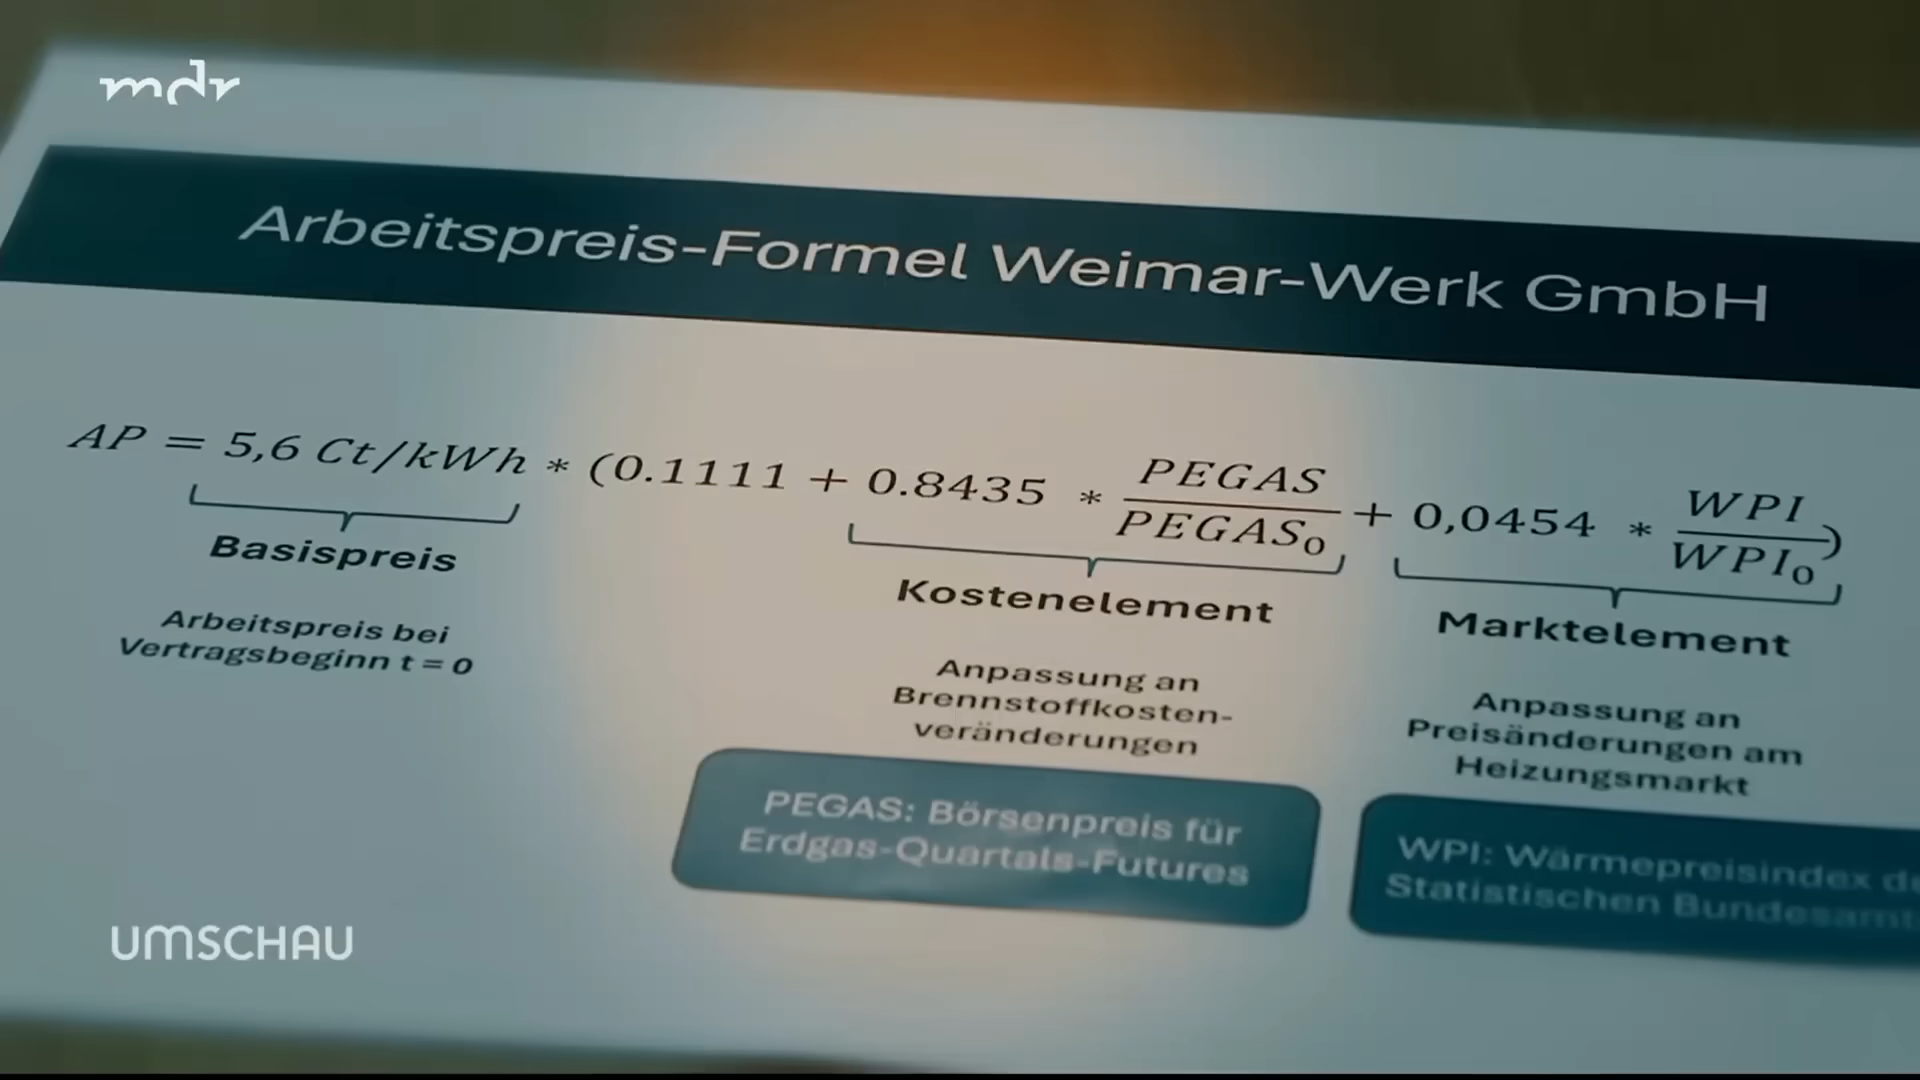 mdr
Arbeitspreis-Formel Weimar-Werk GmbH
AP = 5,6 Ct/kWh * (0.1111 + 0.8435 * PEGAS/PEGAS₀ + 0,0454 * WPI/WPI₀)
Basispreis
Kostenelement
Marktelement
Arbeitspreis bei
Vertragsbeginn t = 0
Anpassung an
Brennstoffkosten-
veränderungen
Anpassung an
Preisänderungen am
Heizungsmarkt
PEGAS: Börsenpreis für
Erdgas-Quartals-Futures
WPI: Wärmepreisindex
Statistischen
UMSCHAU